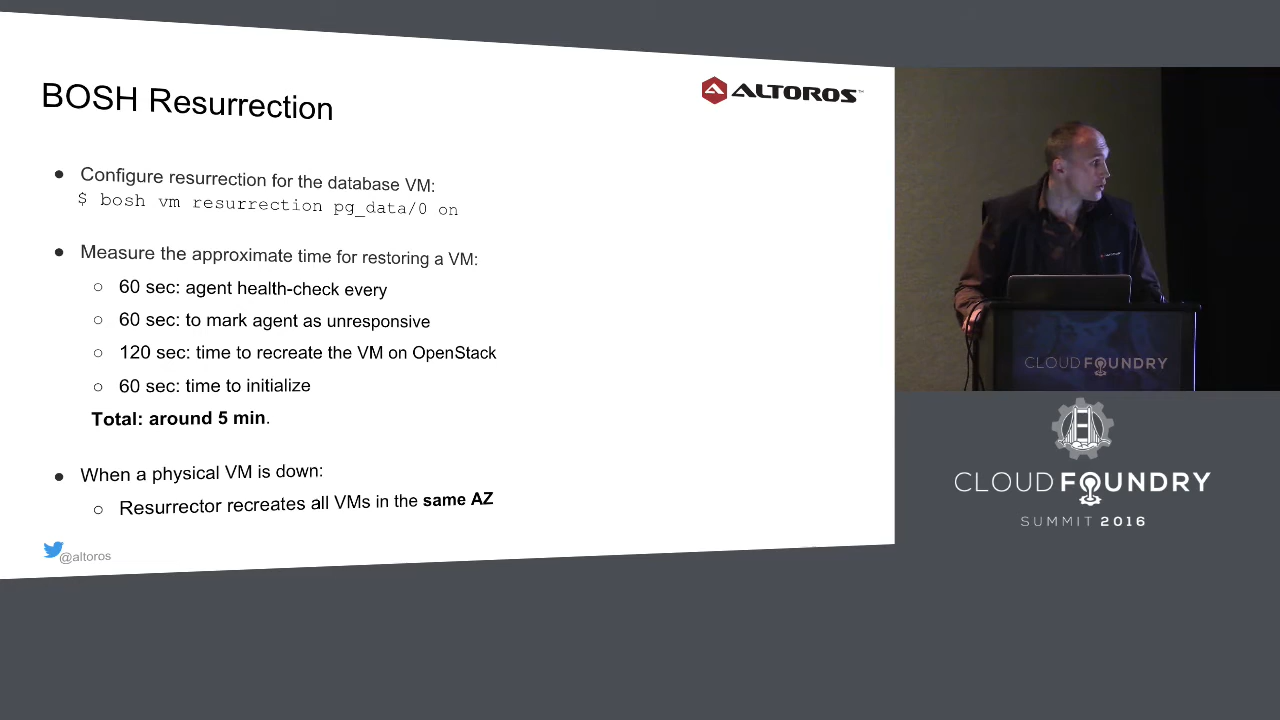 BOSH Resurrection
ALTOROS
Configure resurrection for the database VM:
$ bosh vm resurrection pg_data/0 on
Measure the approximate time for restoring a VM:
60 sec: agent health-check every
60 sec: to mark agent as unresponsive
120 sec: time to recreate the VM on OpenStack
60 sec: time to initialize
Total: around 5 min.
When a physical VM is down:
Resurrector recreates all VMs in the same AZ
@altoros
CLOUD FOUNDRY
CLOUD FOUNDRY
SUMMIT 2016